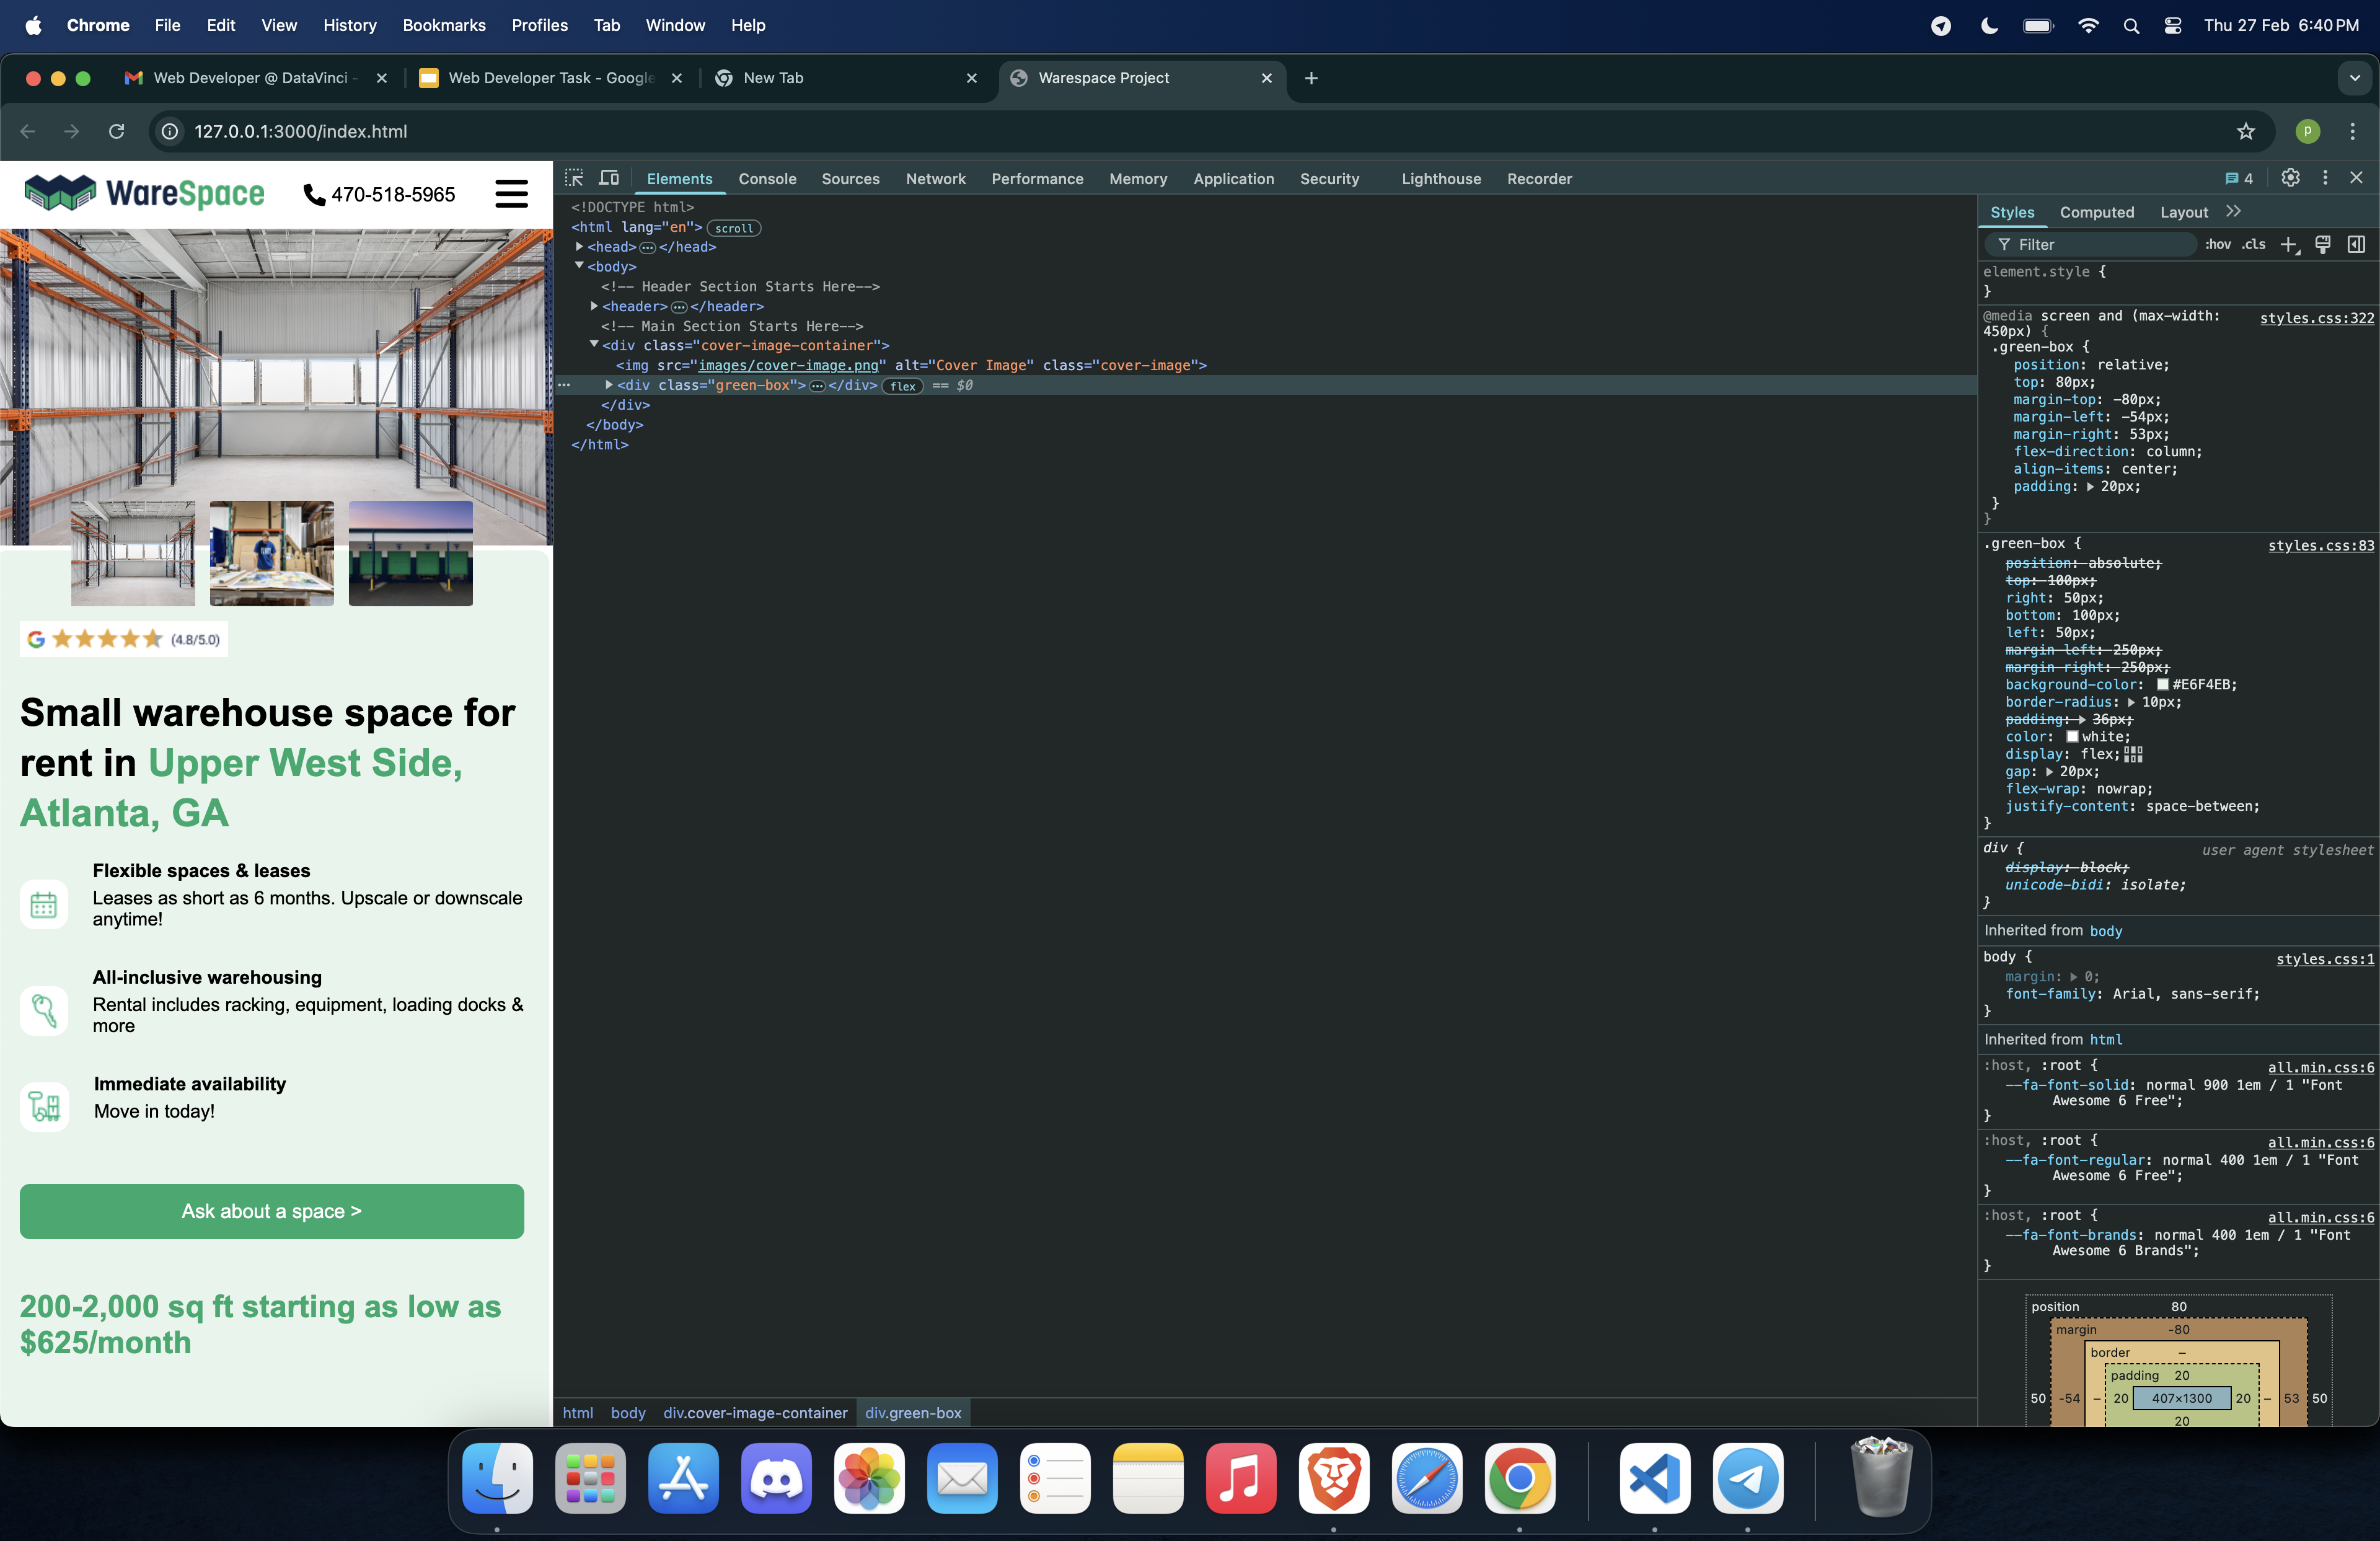 Chrome File Edit View History Bookmarks Profiles Tab Window Help
Thu 27 Feb 6:40 PM
Web Developer @ DataVinci -
Web Developer Task - Google
New Tab
Warespace Project
127.0.0.1:3000/index.html
p
WareSpace
470-518-5965
(4.8/5.0)
Small warehouse space for
rent in Upper West Side,
Atlanta, GA
Flexible spaces & leases
Leases as short as 6 months. Upscale or downscale
anytime!
All-inclusive warehousing
Rental includes racking, equipment, loading docks &
more
Immediate availability
Move in today!
Ask about a space >
200-2,000 sq ft starting as low as
$625/month
Elements Console Sources Network Performance Memory Application Security Lighthouse Recorder
4
<!DOCTYPE html>
<html lang="en"> scroll
<head> ... </head>
<body>
<!-- Header Section Starts Here-->
<header> ... </header>
<!-- Main Section Starts Here-->
<div class="cover-image-container">
<img src="images/cover-image.png" alt="Cover Image" class="cover-image">
... <div class="green-box"> ... </div> flex == $0
</div>
</body>
</html>
html body div.cover-image-container div.green-box
Styles Computed Layout >>
Filter :hov .cls
element.style {
}
@media screen and (max-width: styles.css:322
450px) {
.green-box {
position: relative;
top: 80px;
margin-top: -80px;
margin-left: -54px;
margin-right: 53px;
flex-direction: column;
align-items: center;
padding: 20px;
}
}
.green-box { styles.css:83
position: absolute;
top: 100px;
right: 50px;
bottom: 100px;
left: 50px;
margin-left: 250px;
margin-right: 250px;
background-color: #E6F4EB;
border-radius: 10px;
padding: 36px;
color: white;
display: flex;
gap: 20px;
flex-wrap: nowrap;
justify-content: space-between;
}
div { user agent stylesheet
display: block;
unicode-bidi: isolate;
}
Inherited from body
body { styles.css:1
margin: 0;
font-family: Arial, sans-serif;
}
Inherited from html
:host, :root { all.min.css:6
--fa-font-solid: normal 900 1em / 1 "Font
Awesome 6 Free";
}
:host, :root { all.min.css:6
--fa-font-regular: normal 400 1em / 1 "Font
Awesome 6 Free";
}
:host, :root { all.min.css:6
--fa-font-brands: normal 400 1em / 1 "Font
Awesome 6 Brands";
}
position 80
margin -80
border –
padding 20
50 -54 – 20 407×1300 20 – 53 50
20